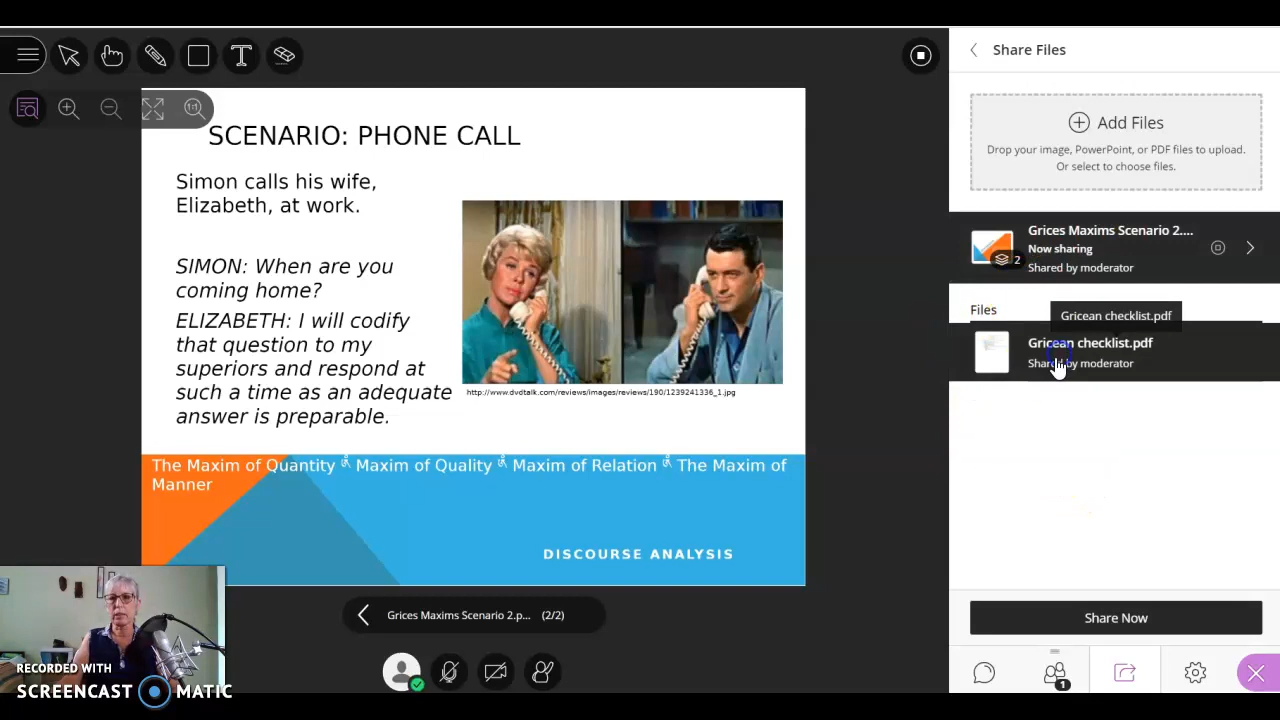 Share Files
1:1
SCENARIO: PHONE CALL
Simon calls his wife,
Elizabeth, at work.
SIMON: When are you
coming home?
ELIZABETH: I will codify
that question to my
superiors and respond at
such a time as an adequate
answer is preparable.
http://www.dvdtalk.com/reviews/images/reviews/190/1239241336_1.jpg
The Maxim of Quantity ॐ Maxim of Quality ॐ Maxim of Relation ॐ The Maxim of
Manner
DISCOURSE ANALYSIS
Grices Maxims Scenario 2.p... (2/2)
RECORDED WITH
SCREENCAST MATIC
Add Files
Drop your image, PowerPoint, or PDF files to upload.
Or select to choose files.
Grices Maxims Scenario 2....
Now sharing
2
Shared by moderator
Files
Gricean checklist.pdf
Gricean checklist.pdf
Shared by moderator
Share Now
1